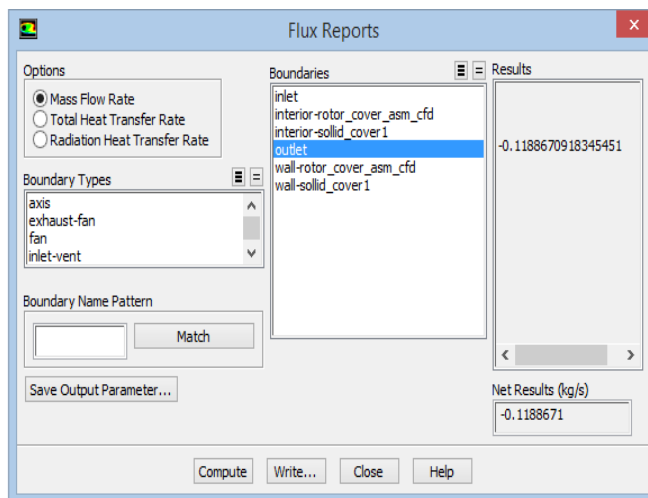 Flux Reports
x
Options
Mass Flow Rate
Total Heat Transfer Rate
Radiation Heat Transfer Rate
Boundary Types
axis
exhaust-fan
fan
inlet-vent
Boundary Name Pattern
Match
Save Output Parameter...
Boundaries
inlet
interior-rotor_cover_asm_cfd
interior-sollid_cover1
outlet
wall-rotor_cover_asm_cfd
wall-sollid_cover1
Results
-0.1188670918345451
Net Results (kg/s)
-0.1188671
Compute
Write...
Close
Help